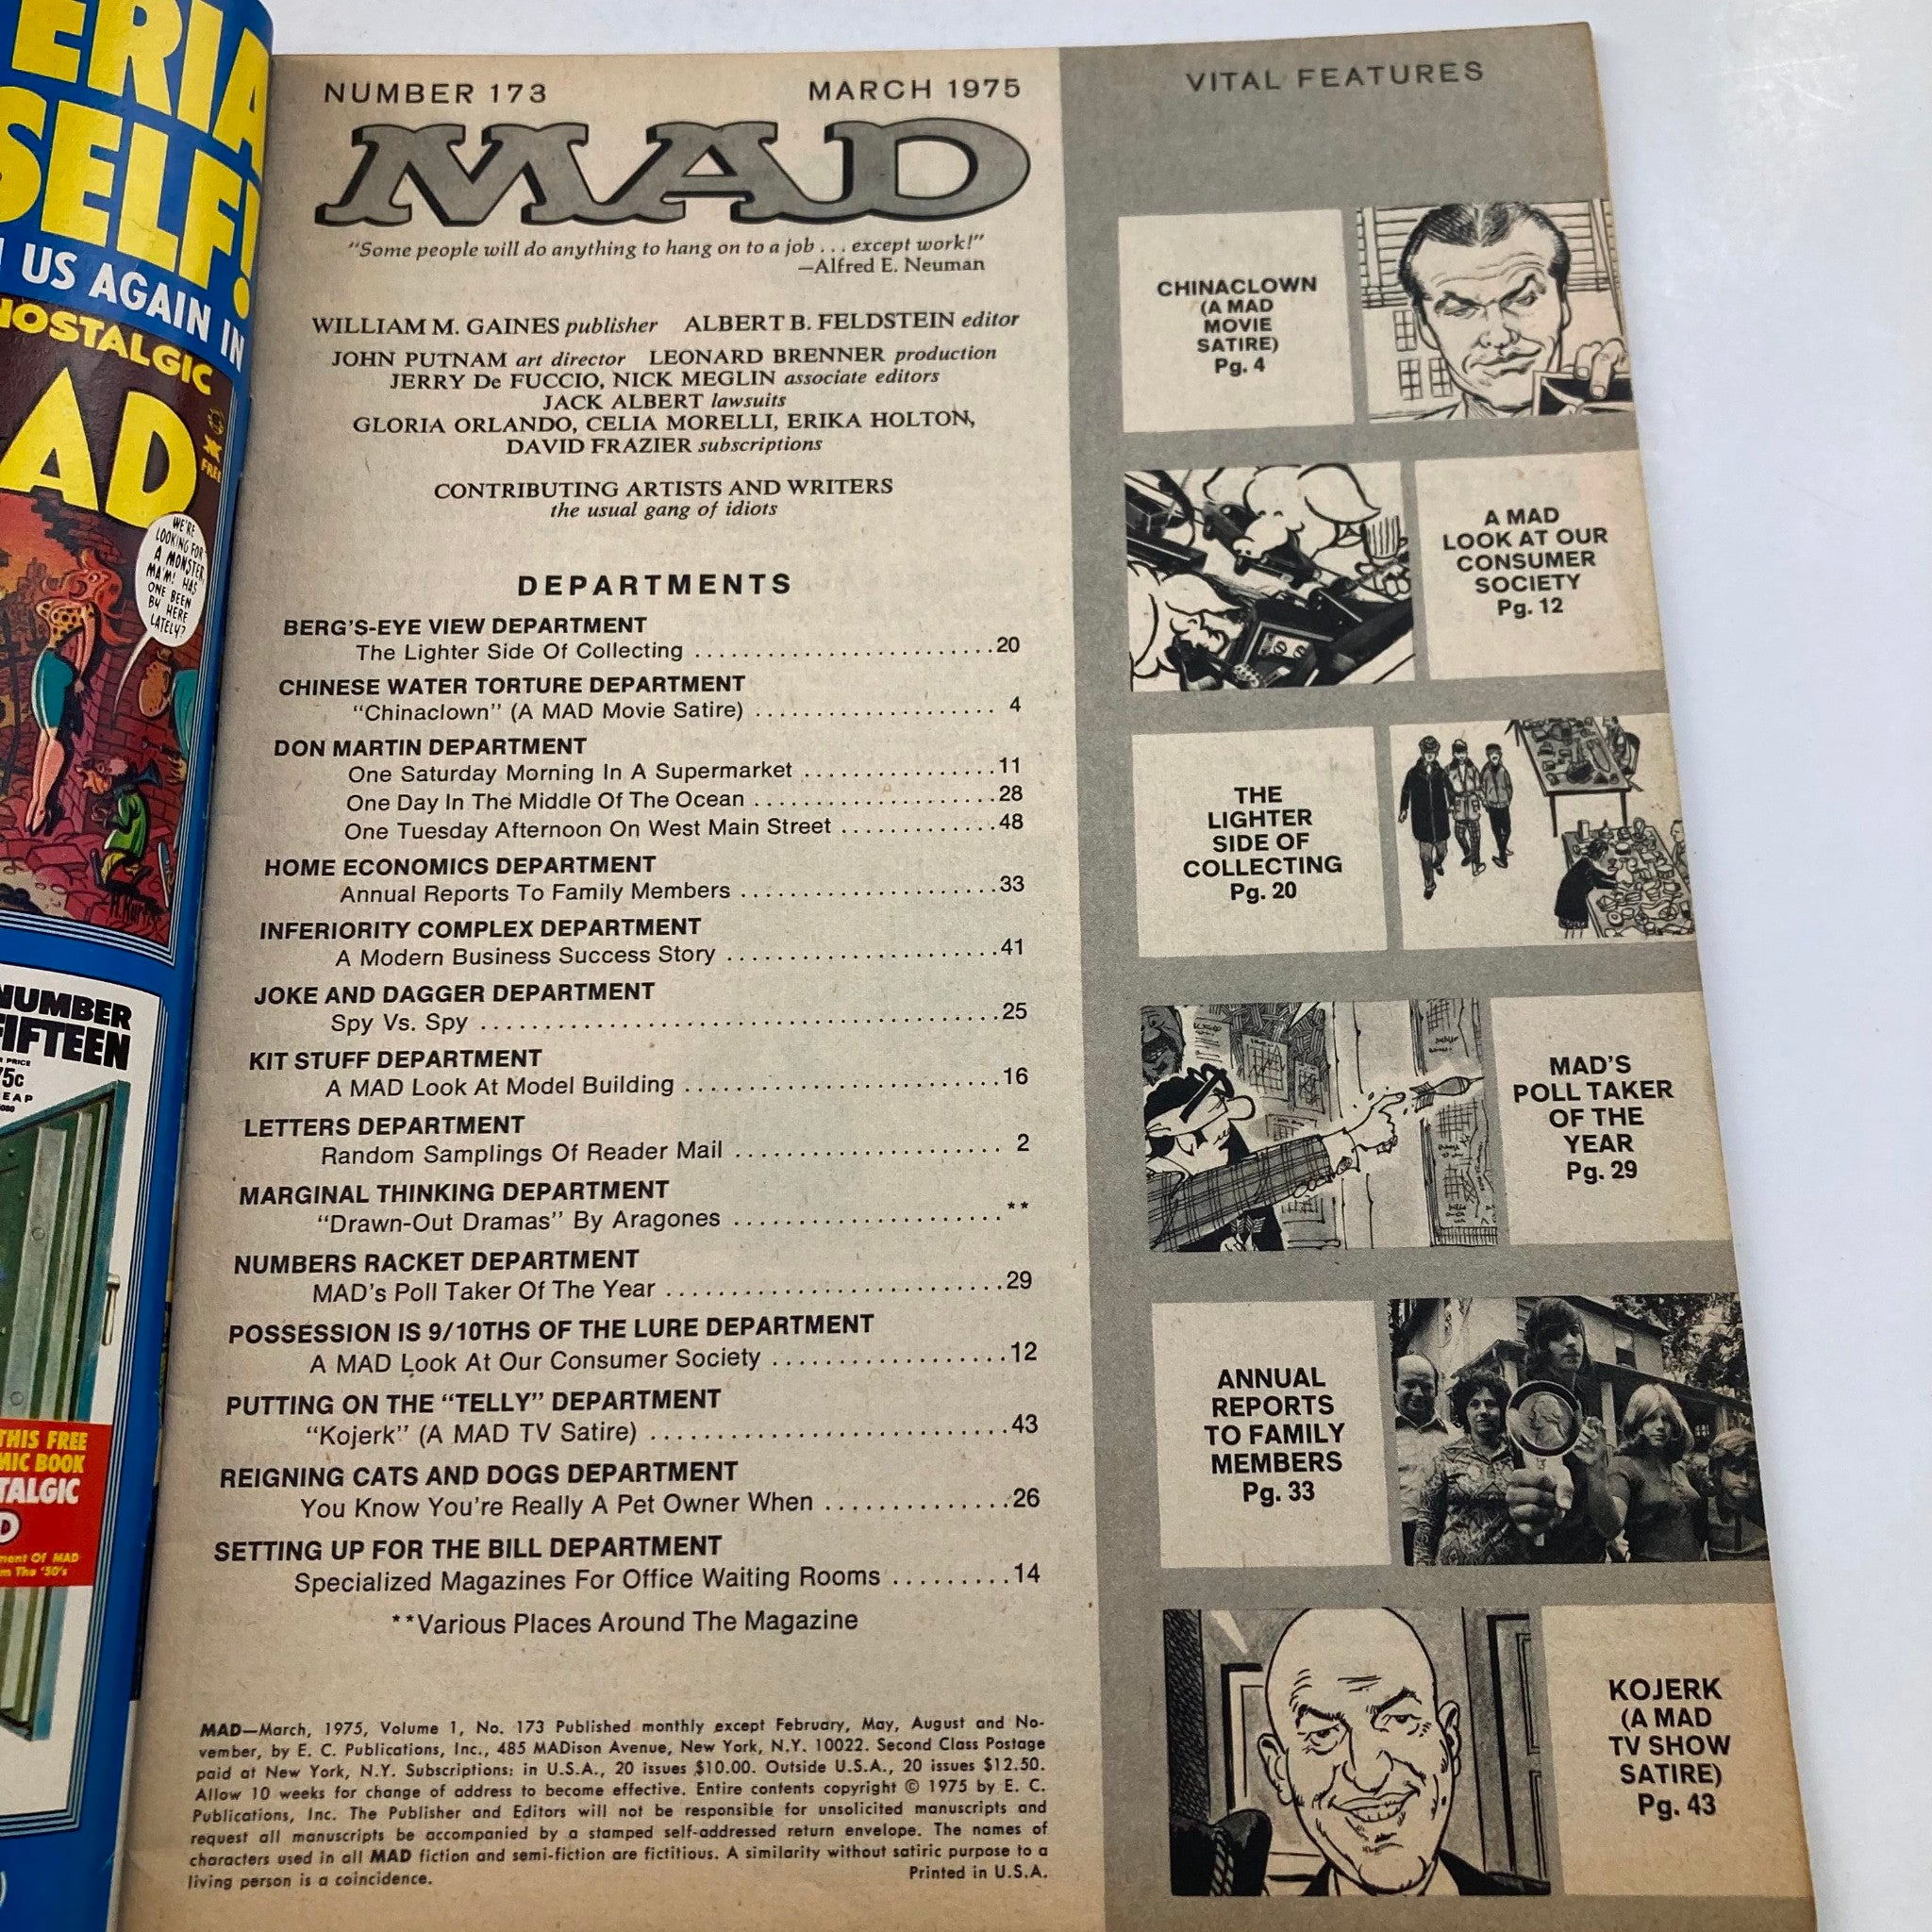 ERIA
SELF!
US AGAIN IN
NOSTALGIC
AD
FREE
WE'RE
LOOKING FOR
A MONSTER,
MA'M! HAS
ONE BEEN
BY HERE
LATELY?
NUMBER
FIFTEEN
PRICE
75c
EAP
THIS FREE
MIC BOOK
TALGIC
D
ment Of MAD
m The '50's
NUMBER 173 MARCH 1975
MAD
"Some people will do anything to hang on to a job . . . except work!"
—Alfred E. Neuman
WILLIAM M. GAINES publisher ALBERT B. FELDSTEIN editor
JOHN PUTNAM art director LEONARD BRENNER production
JERRY De FUCCIO, NICK MEGLIN associate editors
JACK ALBERT lawsuits
GLORIA ORLANDO, CELIA MORELLI, ERIKA HOLTON,
DAVID FRAZIER subscriptions
CONTRIBUTING ARTISTS AND WRITERS
the usual gang of idiots
DEPARTMENTS
BERG'S-EYE VIEW DEPARTMENT
The Lighter Side Of Collecting ........................20
CHINESE WATER TORTURE DEPARTMENT
"Chinaclown" (A MAD Movie Satire) ................... 4
DON MARTIN DEPARTMENT
One Saturday Morning In A Supermarket ................11
One Day In The Middle Of The Ocean ...................28
One Tuesday Afternoon On West Main Street ............48
HOME ECONOMICS DEPARTMENT
Annual Reports To Family Members .....................33
INFERIORITY COMPLEX DEPARTMENT
A Modern Business Success Story ......................41
JOKE AND DAGGER DEPARTMENT
Spy Vs. Spy ..........................................25
KIT STUFF DEPARTMENT
A MAD Look At Model Building .........................16
LETTERS DEPARTMENT
Random Samplings Of Reader Mail ..................... 2
MARGINAL THINKING DEPARTMENT
"Drawn-Out Dramas" By Aragones .....................**
NUMBERS RACKET DEPARTMENT
MAD's Poll Taker Of The Year ..........................29
POSSESSION IS 9/10THS OF THE LURE DEPARTMENT
A MAD Look At Our Consumer Society ...................12
PUTTING ON THE "TELLY" DEPARTMENT
"Kojerk" (A MAD TV Satire) ............................43
REIGNING CATS AND DOGS DEPARTMENT
You Know You're Really A Pet Owner When ..............26
SETTING UP FOR THE BILL DEPARTMENT
Specialized Magazines For Office Waiting Rooms .........14
**Various Places Around The Magazine
MAD—March, 1975, Volume 1, No. 173 Published monthly except February, May, August and No-
vember, by E. C. Publications, Inc., 485 MADison Avenue, New York, N.Y. 10022. Second Class Postage
paid at New York, N.Y. Subscriptions: in U.S.A., 20 issues $10.00. Outside U.S.A., 20 issues $12.50.
Allow 10 weeks for change of address to become effective. Entire contents copyright © 1975 by E. C.
Publications, Inc. The Publisher and Editors will not be responsible for unsolicited manuscripts and
request all manuscripts be accompanied by a stamped self-addressed return envelope. The names of
characters used in all MAD fiction and semi-fiction are fictitious. A similarity without satiric purpose to a
living person is a coincidence. Printed in U.S.A.
VITAL FEATURES
CHINACLOWN
(A MAD
MOVIE
SATIRE)
Pg. 4
A MAD
LOOK AT OUR
CONSUMER
SOCIETY
Pg. 12
THE
LIGHTER
SIDE OF
COLLECTING
Pg. 20
MAD'S
POLL TAKER
OF THE
YEAR
Pg. 29
ANNUAL
REPORTS
TO FAMILY
MEMBERS
Pg. 33
KOJERK
(A MAD
TV SHOW
SATIRE)
Pg. 43